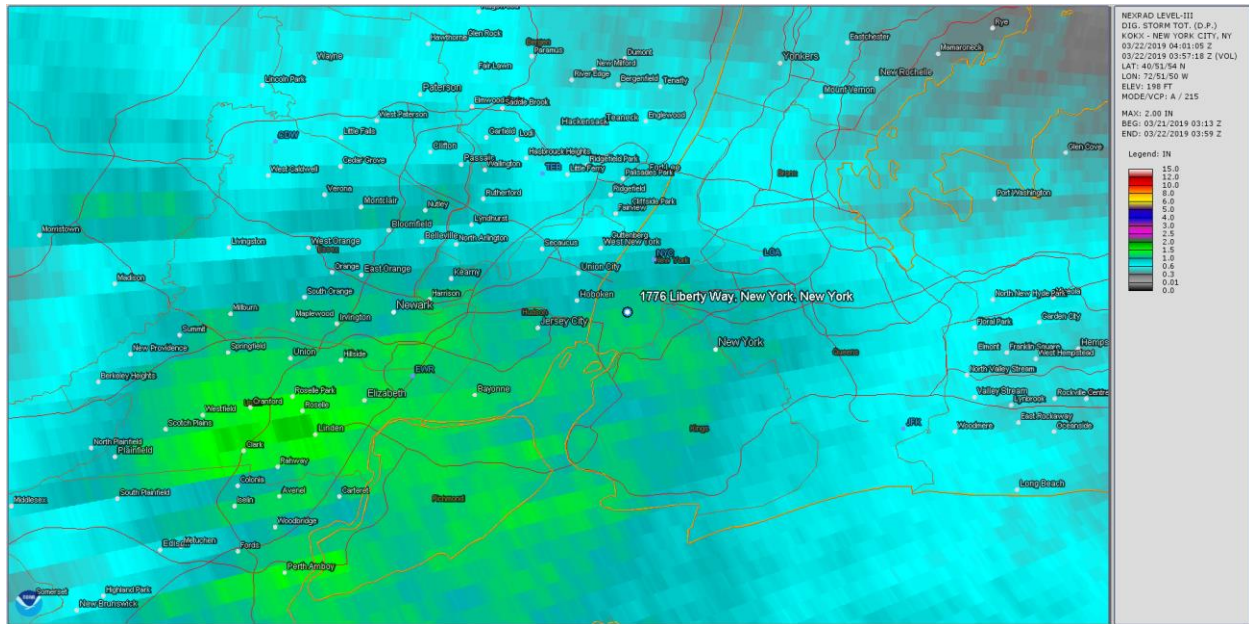 NEXRAD LEVEL-III
DIG. STORM TOT. (D.P.)
KOKX - NEW YORK CITY, NY
03/22/2019 04:01:05 Z
03/22/2019 03:57:18 Z (VOL)
LAT: 40/51/54 N
LON: 72/51/50 W
ELEV: 198 FT
MODE/VCP: A / 215
MAX: 2.00 IN
BEG: 03/21/2019 03:13 Z
END: 03/22/2019 03:59 Z
Legend: IN
15.0
12.0
10.0
8.0
6.0
5.0
4.0
3.0
2.5
2.0
1.5
1.0
0.6
0.3
0.01
0.0
Rye
Glen Rock
Hawthorne
Eastchester
Bergen
Paramus
Dumont
Mamaroneck
Wayne
Yonkers
New Milford
Fair Lawn
New Rochelle
River Edge
Bergenfield
Tenafly
Lincoln Park
Paterson
Mount Vernon
Elmwood
Saddle Brook
West Paterson
Teaneck
Englewood
Hackensack
CDW
Little Falls
Garfield
Lodi
Clifton
Glen Cove
Hasbrouck Heights
Cedar Grove
Passaic
Wallington
Ridgefield Park
Fort Lee
West Caldwell
TEB
Little Ferry
Palisades Park
Bronx
Verona
Rutherford
Ridgefield
Port Washington
Montclair
Nutley
Cliffside Park
Fairview
Lyndhurst
Bloomfield
Morristown
Guttenberg
Livingston
West Orange
Belleville
North Arlington
Secaucus
West New York
Essex
NYC
LGA
New York
Orange
East Orange
Union City
Madison
Kearny
South Orange
Harrison
Hoboken
1776 Liberty Way, New York, New York
North New Hyde Park
Mineola
Millburn
Newark
Maplewood
Irvington
Hudson
Jersey City
Garden City
Floral Park
Summit
New York
New Providence
Springfield
Union
Hillside
Queens
Elmont
Franklin Square
Hemps
West Hempstead
Berkeley Heights
EWR
North Valley Stream
Roselle Park
Elizabeth
Bayonne
Valley Stream
Rockville Centre
Westfield
Cranford
Roselle
Lynbrook
East Rockaway
Scotch Plains
Linden
Kings
JFK
Woodmere
Oceanside
North Plainfield
Plainfield
Clark
Rahway
Colonia
Long Beach
Middlesex
South Plainfield
Avenel
Carteret
Richmond
Iselin
Woodbridge
Edison
Metuchen
Fords
Perth Amboy
Somerset
Highland Park
New Brunswick